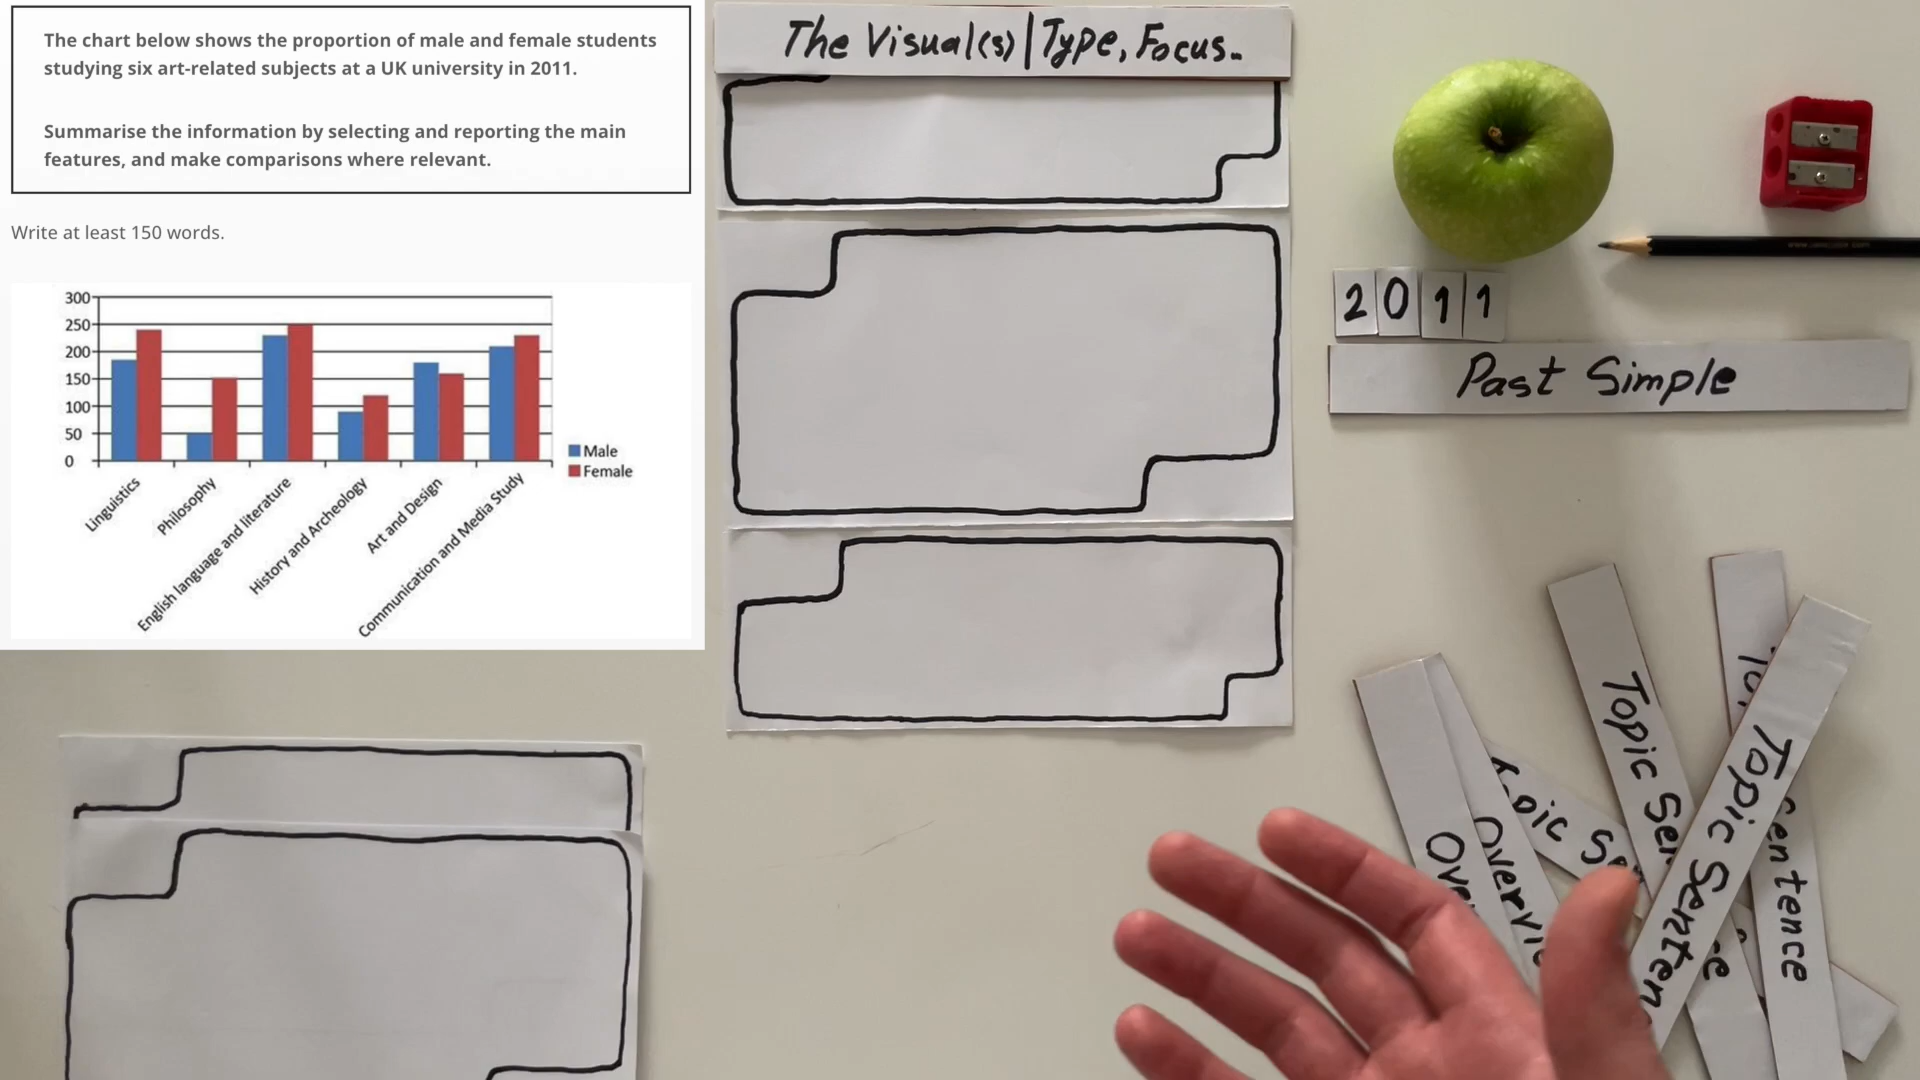 The chart below shows the proportion of male and female students
studying six art-related subjects at a UK university in 2011.
Summarise the information by selecting and reporting the main
features, and make comparisons where relevant.
Write at least 150 words.
300
250
200
150
100
50
0
Male
Female
Linguistics
Philosophy
English language and literature
History and Archeology
Art and Design
Communication and Media Study
The Visual(s) | Type, Focus..
2011
Past Simple
Topic
Topic
Sentence